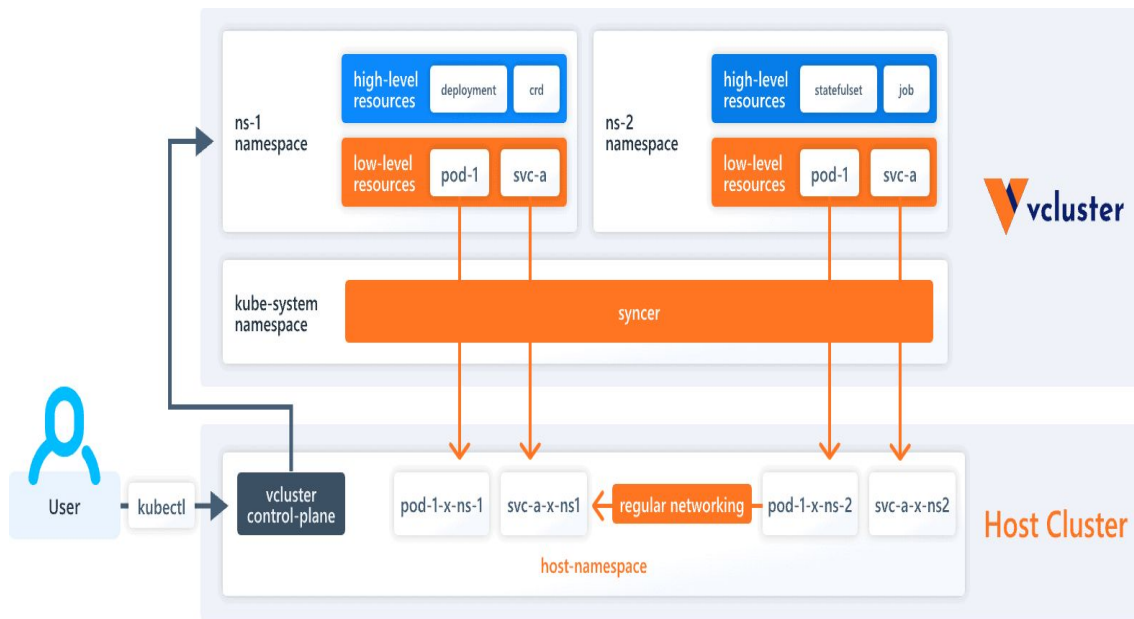 ns-1
namespace
high-level
resources
deployment
crd
low-level
resources
pod-1
svc-a
ns-2
namespace
high-level
resources
statefulset
job
low-level
resources
pod-1
svc-a
vcluster
kube-system
namespace
syncer
User
kubectl
vcluster
control-plane
pod-1-x-ns-1
svc-a-x-ns1
regular networking
pod-1-x-ns-2
svc-a-x-ns2
host-namespace
Host Cluster